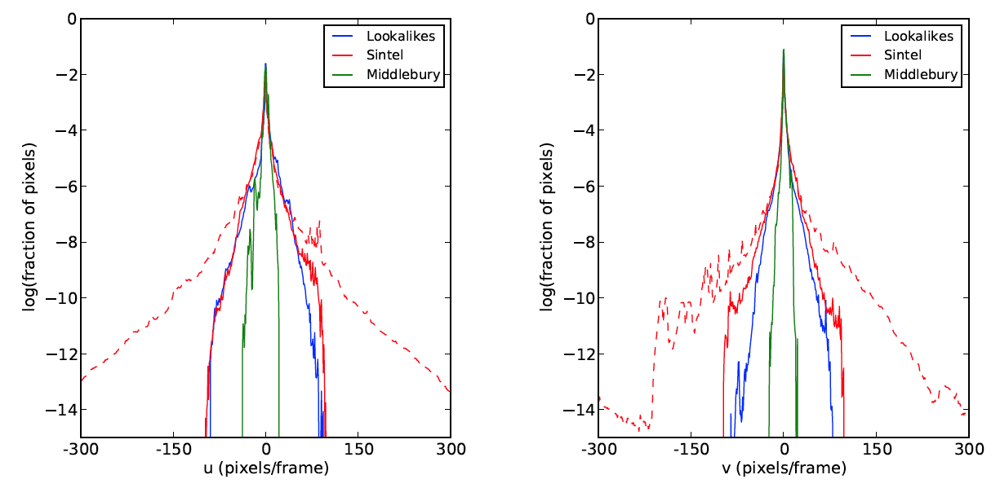 0
−2
−4
−6
−8
−10
−12
−14
log(fraction of pixels)
-300
-150
0
150
300
u (pixels/frame)
Lookalikes
Sintel
Middlebury
0
−2
−4
−6
−8
−10
−12
−14
log(fraction of pixels)
-300
-150
0
150
300
v (pixels/frame)
Lookalikes
Sintel
Middlebury